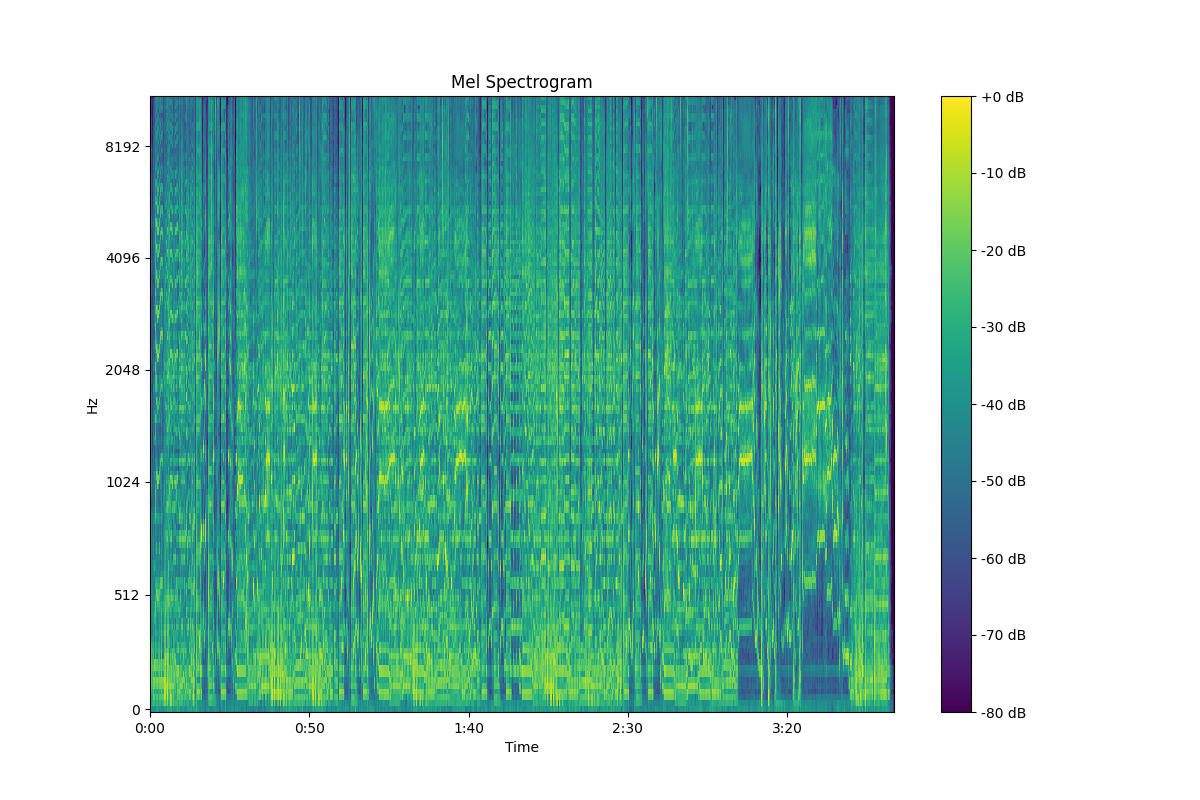 Mel Spectrogram
+0 dB
8192
-10 dB
-20 dB
4096
-30 dB
2048
Hz
-40 dB
1024
-50 dB
-60 dB
512
-70 dB
0
-80 dB
0:00
0:50
1:40
2:30
3:20
Time